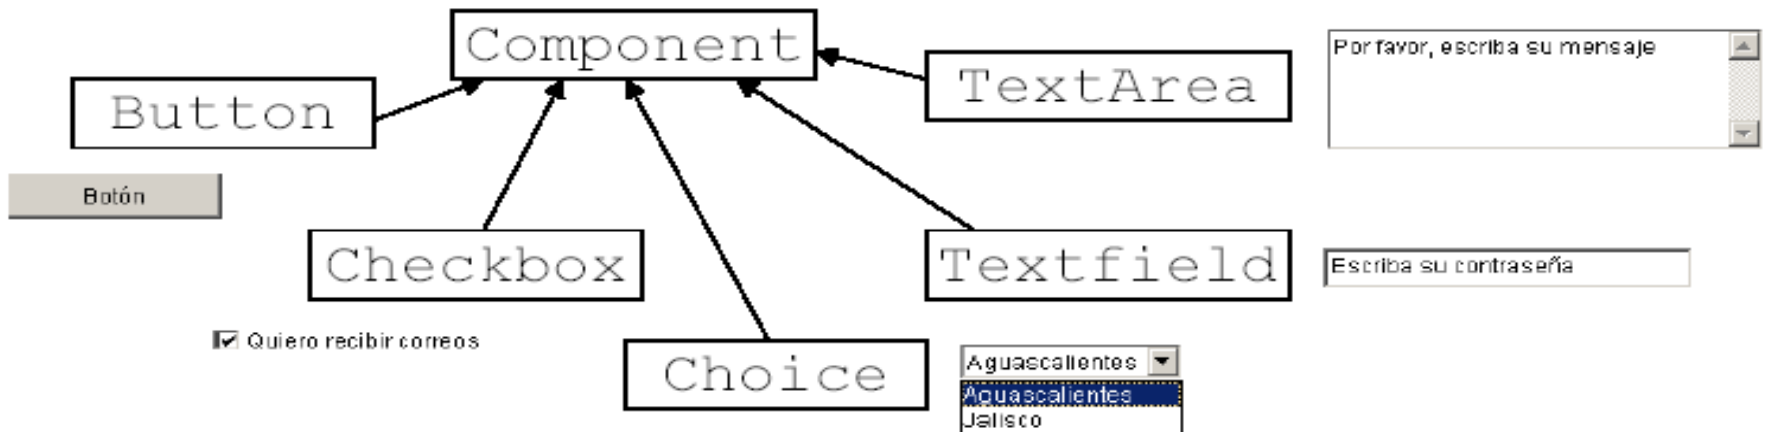 Component
Button
TextArea
Por favor, escriba su mensaje
Botón
Checkbox
Textfield
Escriba su contraseña
Quiero recibir correos
Choice
Aguascalientes
Aguascalientes
Jalisco